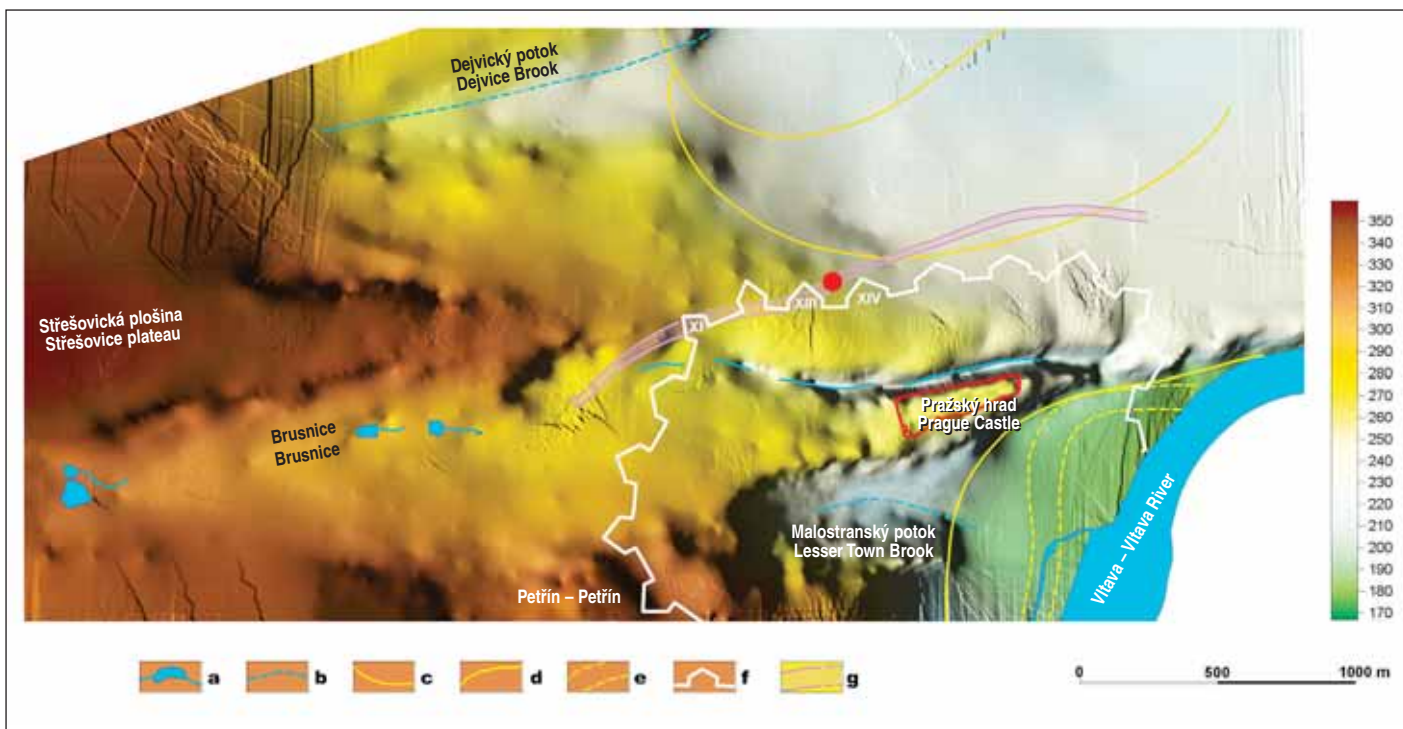 Dejvický potok
Dejvice Brook
Střešovická plošina
Střešovice plateau
XI
XIII
XIV
Brusnice
Brusnice
Pražský hrad
Prague Castle
Malostranský potok
Lesser Town Brook
Petřín – Petřín
Vltava – Vltava River
350
340
330
320
310
300
290
280
270
260
250
240
230
220
210
200
190
180
170
a
b
c
d
e
f
g
0 500 1000 m